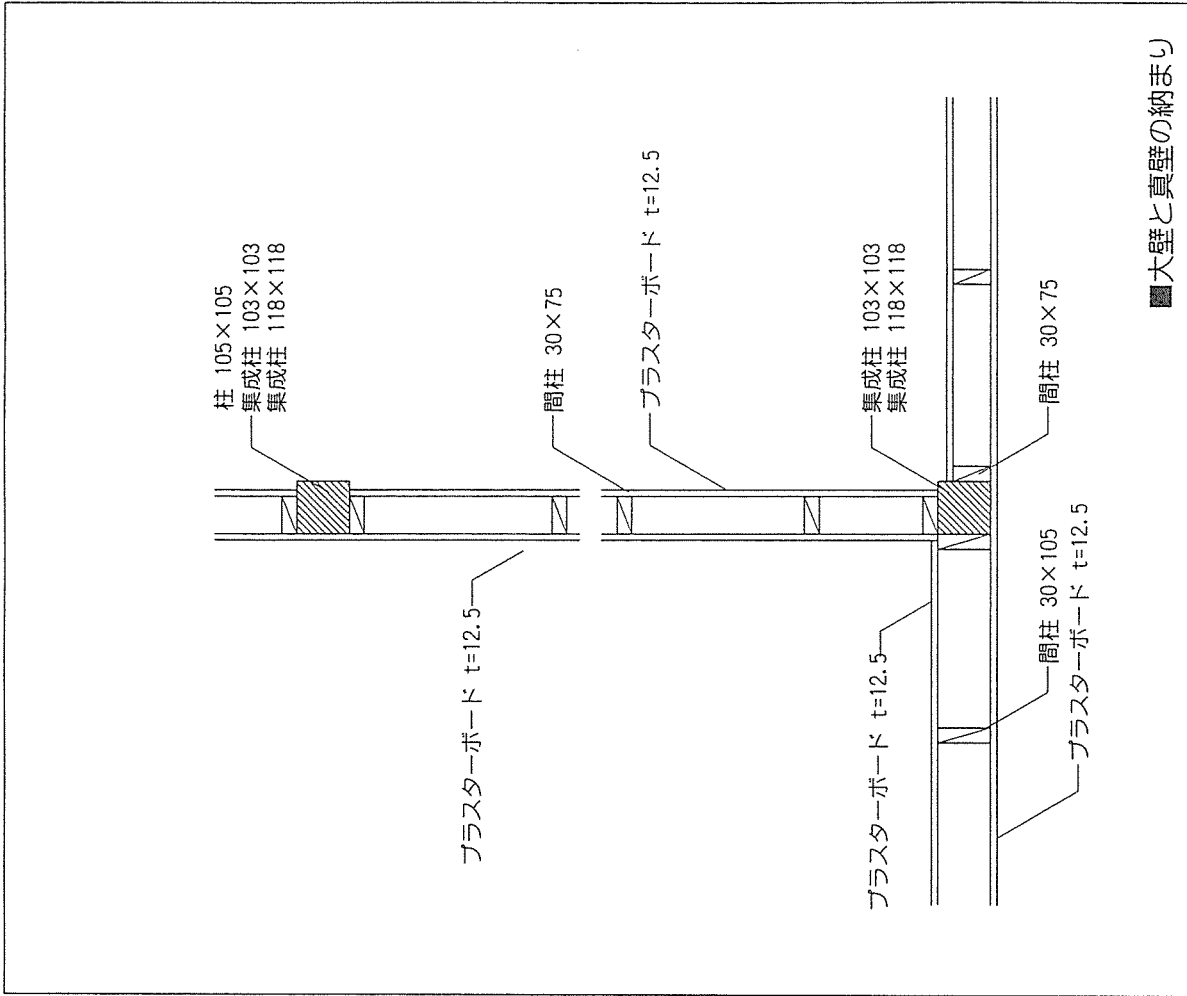 柱 105×105
集成柱 103×103
集成柱 118×118
間柱 30×75
プラスターボード t=12.5
集成柱 103×103
集成柱 118×118
間柱 30×75
プラスターボード t=12.5
プラスターボード t=12.5
間柱 30×105
プラスターボード t=12.5
■大壁と真壁の納まり